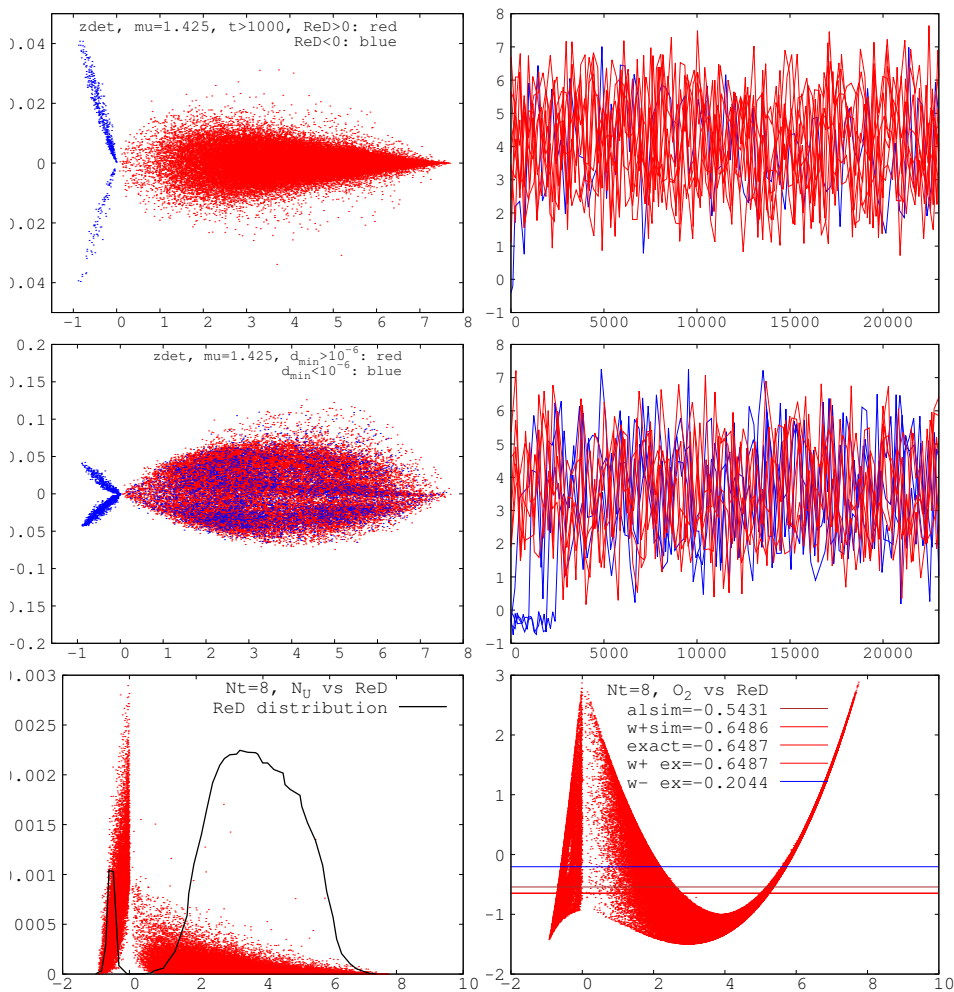 zdet, mu=1.425, t>1000, ReD>0: red
ReD<0: blue
0.04
0.02
0
0.02
0.04
-1 0 1 2 3 4 5 6 7 8
8
7
6
5
4
3
2
1
0
-1
0 5000 10000 15000 20000
zdet, mu=1.425, d_min>10^-6: red
d_min<10^-6: blue
0.2
0.15
0.1
0.05
0
-0.05
-0.1
0.15
-0.2
-1 0 1 2 3 4 5 6 7 8
8
7
6
5
4
3
2
1
0
-1
0 5000 10000 15000 20000
Nt=8, N_U vs ReD
ReD distribution
0.003
0025
0.002
0015
0.001
0005
0
-2 0 2 4 6 8 10
Nt=8, O_2 vs ReD
alsim=-0.5431
w+sim=-0.6486
exact=-0.6487
w+ ex=-0.6487
w- ex=-0.2044
3
2
1
0
-1
-2
-2 0 2 4 6 8 10